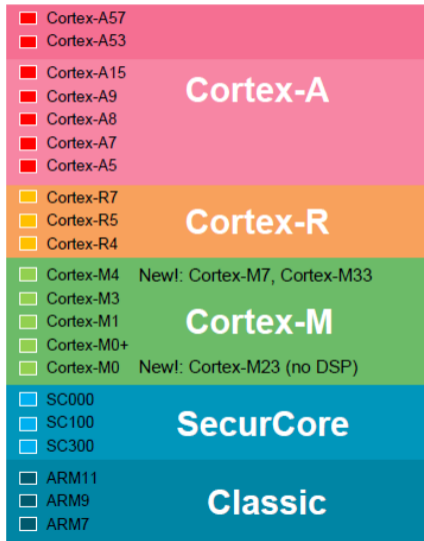 Cortex-A57
Cortex-A53
Cortex-A15
Cortex-A
Cortex-A9
Cortex-A8
Cortex-A7
Cortex-A5
Cortex-R7
Cortex-R5
Cortex-R
Cortex-R4
Cortex-M4 New!: Cortex-M7, Cortex-M33
Cortex-M3
Cortex-M1
Cortex-M
Cortex-M0+
Cortex-M0 New!: Cortex-M23 (no DSP)
SC000
SC100
SecurCore
SC300
ARM11
ARM9
Classic
ARM7